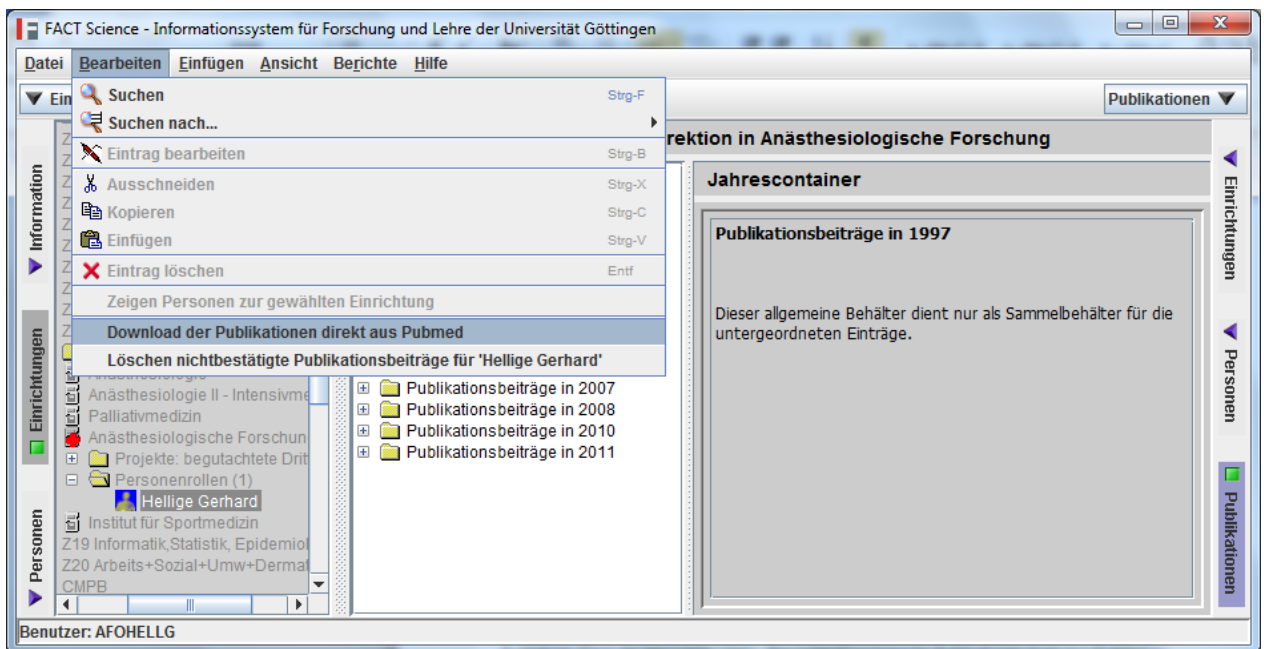 FACT Science - Informationssystem für Forschung und Lehre der Universität Göttingen
Datei Bearbeiten Einfügen Ansicht Berichte Hilfe
Ein
Publikationen
Suchen Strg-F
Suchen nach...
Eintrag bearbeiten Strg-B
Ausschneiden Strg-X
Kopieren Strg-C
Einfügen Strg-V
Eintrag löschen Entf
Zeigen Personen zur gewählten Einrichtung
Download der Publikationen direkt aus Pubmed
Löschen nichtbestätigte Publikationsbeiträge für 'Hellige Gerhard'
Information
Einrichtungen
Personen
Anästhesiologie II - Intensivme
Palliativmedizin
Anästhesiologische Forschun
Projekte: begutachtete Drit
Personenrollen (1)
Hellige Gerhard
Institut für Sportmedizin
Z19 Informatik,Statistik, Epidemiol
Z20 Arbeits+Sozial+Umw+Dermat
CMPB
Publikationsbeiträge in 2007
Publikationsbeiträge in 2008
Publikationsbeiträge in 2010
Publikationsbeiträge in 2011
rektion in Anästhesiologische Forschung
Jahrescontainer
Publikationsbeiträge in 1997
Dieser allgemeine Behälter dient nur als Sammelbehälter für die
untergeordneten Einträge.
Einrichtungen
Personen
Publikationen
Benutzer: AFOHELLG